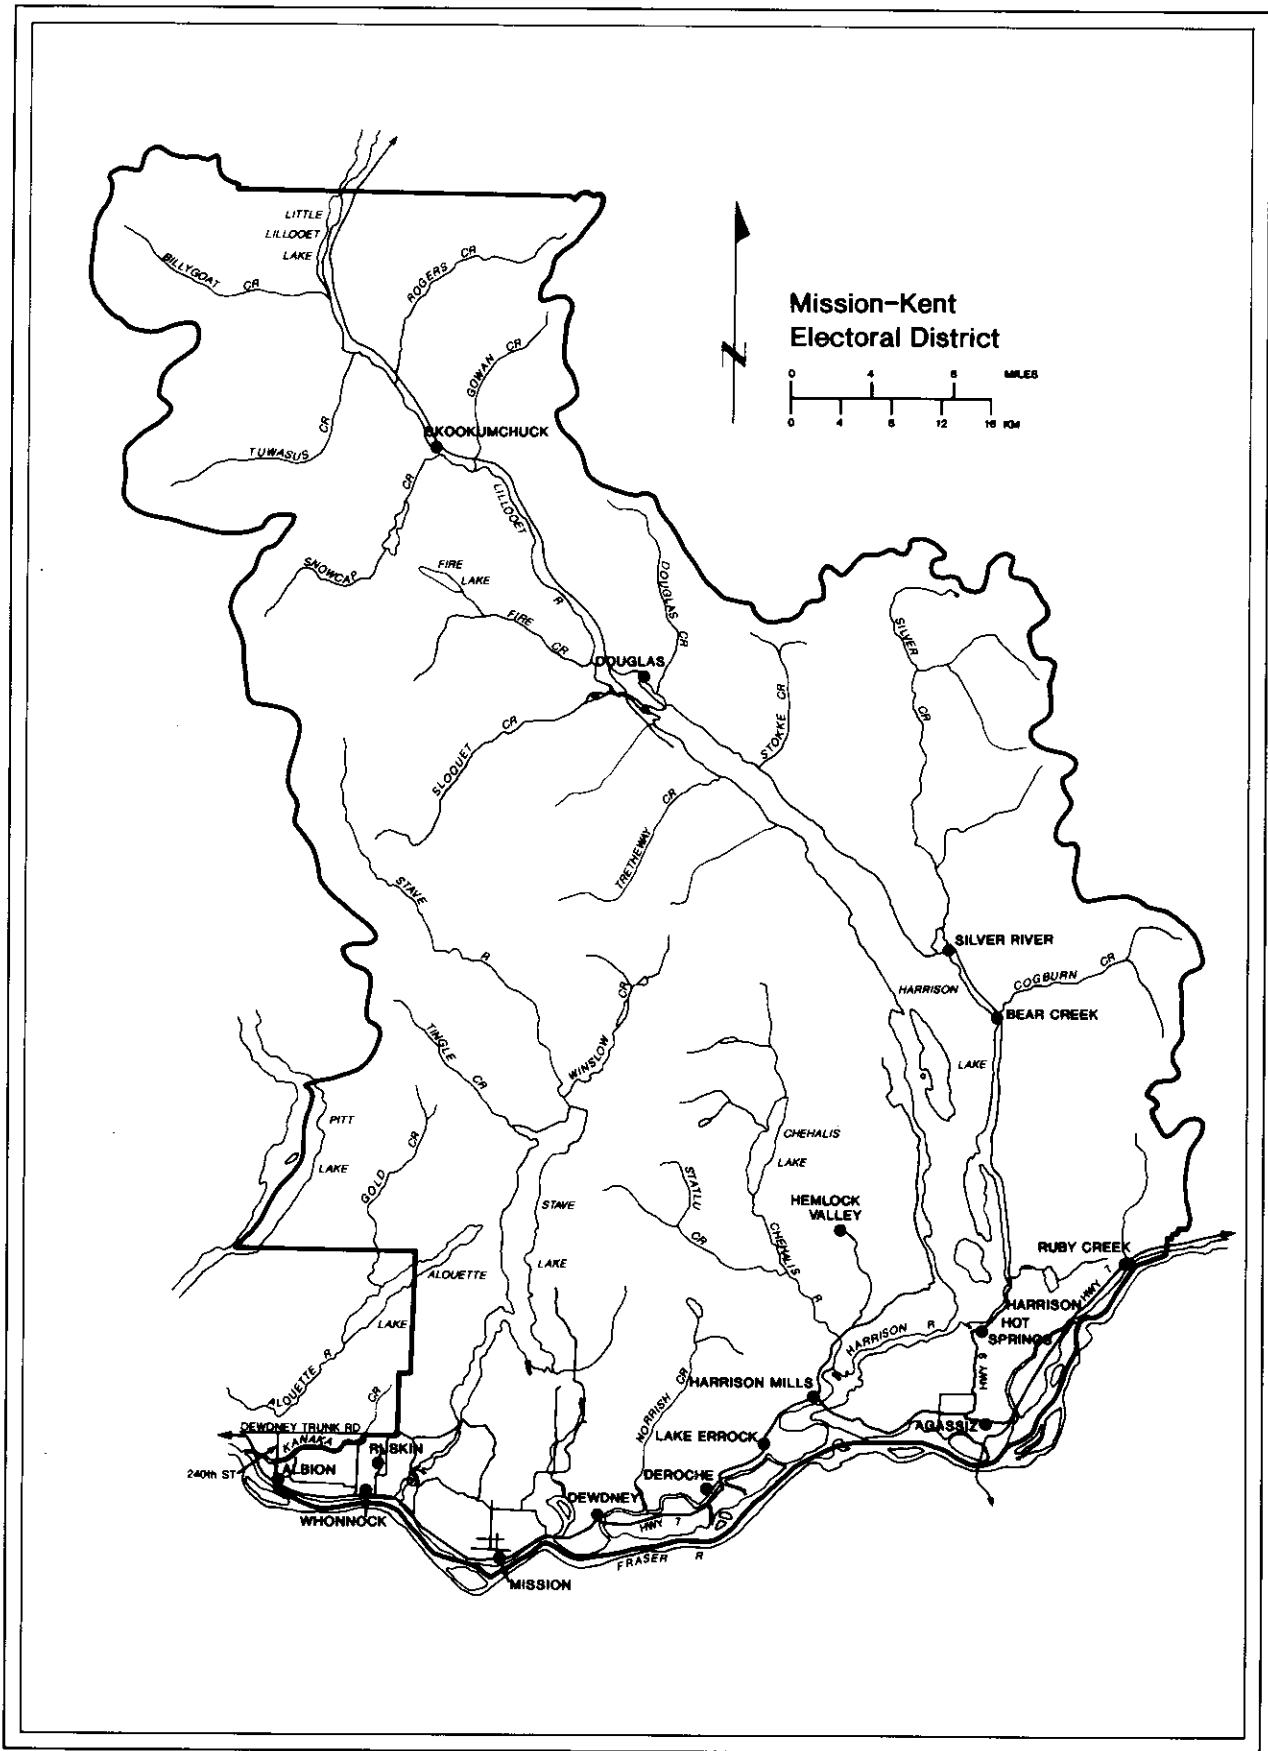 LITTLE
LILLOOET
LAKE
BILLYGOAT CR
ROGERS CR
Mission-Kent
Electoral District
0 4 8 MILES
0 4 8 12 16 KM
GOWAN CR
SKOOKUMCHUCK
TUWASUS CR
LILLOOET R
SNOWCAP CR
FIRE
LAKE
FIRE CR
DOUGLAS CR
DOUGLAS
SILVER CR
STOKKE CR
SLOQUET CR
TRETHEWAY CR
STAVE R
SILVER RIVER
COGBURN CR
HARRISON
LAKE
BEAR CREEK
TINGLE CR
WINSLOW CR
PITT
LAKE
GOLD CR
CHEHALIS
LAKE
STATLU CR
HEMLOCK
VALLEY
STAVE
LAKE
CHEHALIS R
ALOUETTE
LAKE
RUBY CREEK
HWY 7
HARRISON
HOT
SPRINGS
HARRISON R
HWY 9
ALOUETTE R
CR
NORRISH CR
HARRISON MILLS
DEWDNEY TRUNK RD
KANAKA
RUSKIN
LAKE ERROCK
AGASSIZ
240th ST
ALBION
DEROCHE
WHONNOCK
DEWDNEY
HWY 7
FRASER R
MISSION